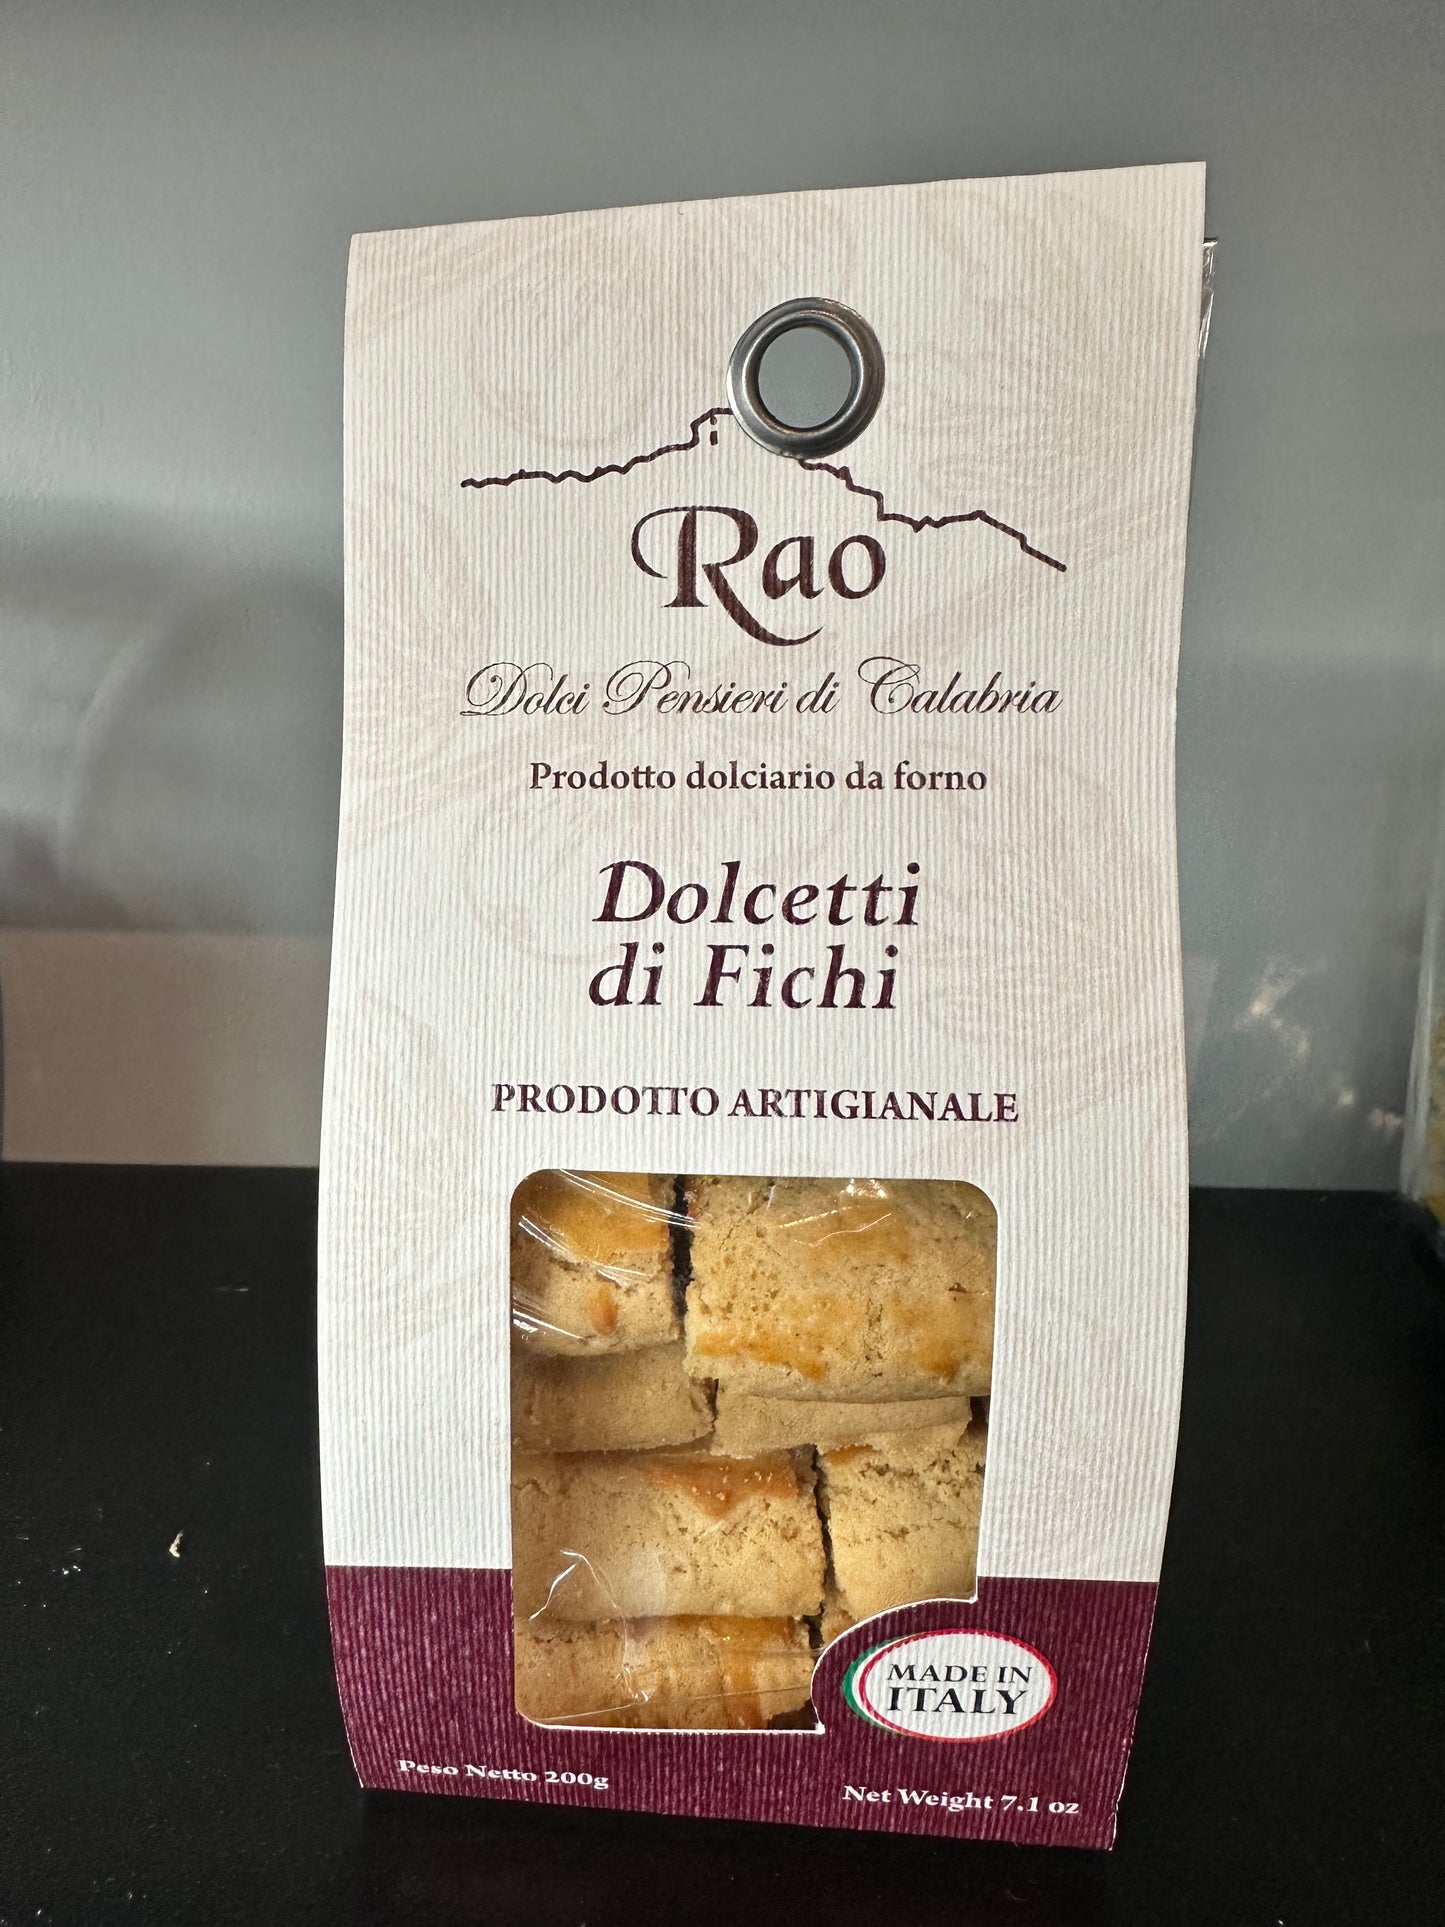 Rao
Dolci Pensieri di Calabria
Prodotto dolciario da forno
Dolcetti
di Fichi
PRODOTTO ARTIGIANALE
MADE IN
ITALY
Peso Netto 200g
Net Weight 7.1 oz